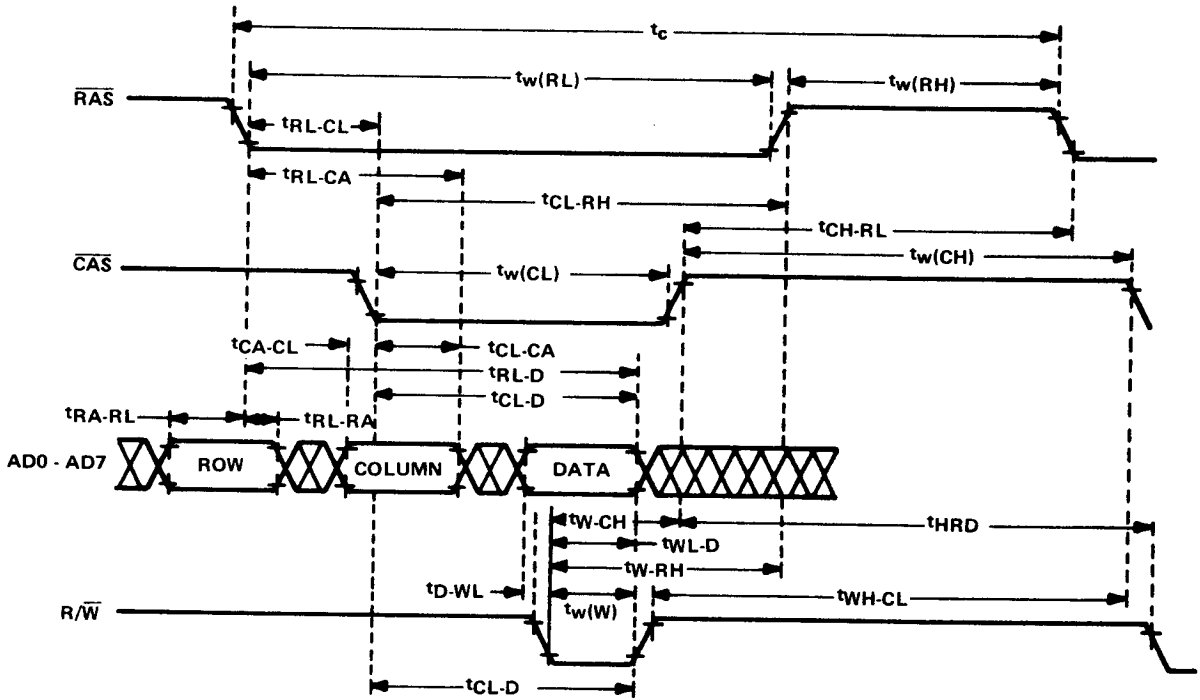 tc
tw(RL)
tw(RH)
RAS
tRL-CL
tRL-CA
tCL-RH
tCH-RL
tw(CH)
CAS
tw(CL)
tCA-CL
tCL-CA
tRL-D
tCL-D
tRA-RL
tRL-RA
AD0 - AD7
ROW
COLUMN
DATA
tW-CH
tHRD
tWL-D
tW-RH
tD-WL
tw(W)
tWH-CL
R/W
tCL-D